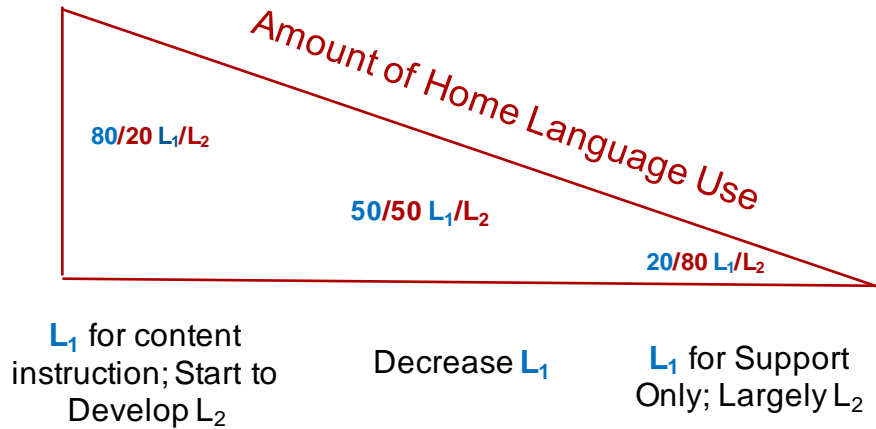 Amount of Home Language Use
80/20 L₁/L₂
50/50 L₁/L₂
20/80 L₁/L₂
L₁ for content
instruction; Start to
Develop L₂
Decrease L₁
L₁ for Support
Only; Largely L₂